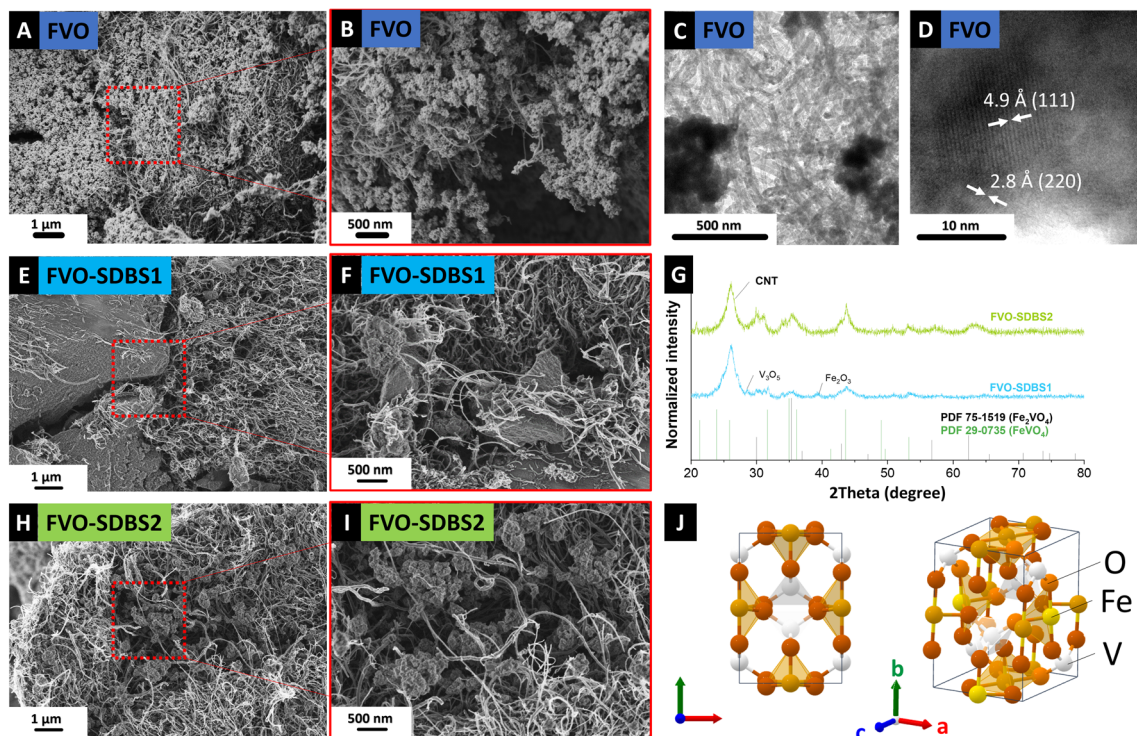 A FVO
1 µm
B FVO
500 nm
C FVO
500 nm
D FVO
4.9 Å (111)
2.8 Å (220)
10 nm
E FVO-SDBS1
1 µm
F FVO-SDBS1
500 nm
G
Normalized intensity
CNT
FVO-SDBS2
V₃O₅
Fe₂O₃
FVO-SDBS1
PDF 75-1519 (Fe₂VO₄)
PDF 29-0735 (FeVO₄)
20 30 40 50 60 70 80
2Theta (degree)
H FVO-SDBS2
1 µm
I FVO-SDBS2
500 nm
J
O
Fe
V
b
c
a